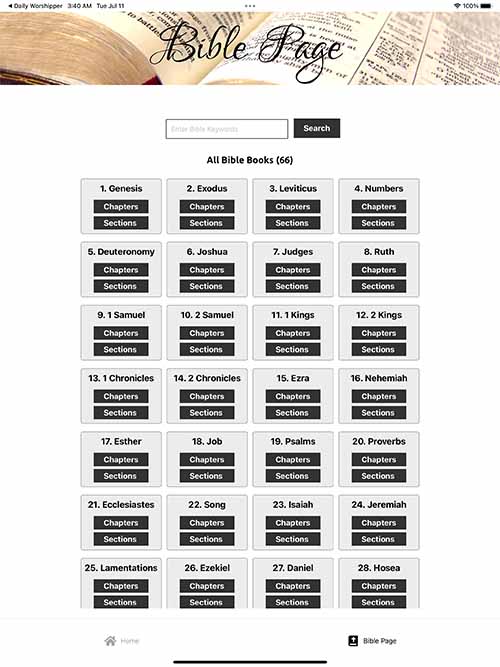 Daily Worshipper 3:40 AM Tue Jul 11 100%
Bible Page
Enter Bible Keywords Search
All Bible Books (66)
1. Genesis 2. Exodus 3. Leviticus 4. Numbers
Chapters Chapters Chapters Chapters
Sections Sections Sections Sections
5. Deuteronomy 6. Joshua 7. Judges 8. Ruth
Chapters Chapters Chapters Chapters
Sections Sections Sections Sections
9. 1 Samuel 10. 2 Samuel 11. 1 Kings 12. 2 Kings
Chapters Chapters Chapters Chapters
Sections Sections Sections Sections
13. 1 Chronicles 14. 2 Chronicles 15. Ezra 16. Nehemiah
Chapters Chapters Chapters Chapters
Sections Sections Sections Sections
17. Esther 18. Job 19. Psalms 20. Proverbs
Chapters Chapters Chapters Chapters
Sections Sections Sections Sections
21. Ecclesiastes 22. Song 23. Isaiah 24. Jeremiah
Chapters Chapters Chapters Chapters
Sections Sections Sections Sections
25. Lamentations 26. Ezekiel 27. Daniel 28. Hosea
Chapters Chapters Chapters Chapters
Sections Sections Sections Sections
Home Bible Page